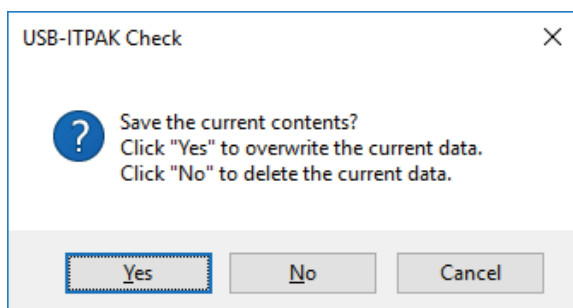 USB-ITPAK Check
Save the current contents?
Click "Yes" to overwrite the current data.
Click "No" to delete the current data.
Yes
No
Cancel